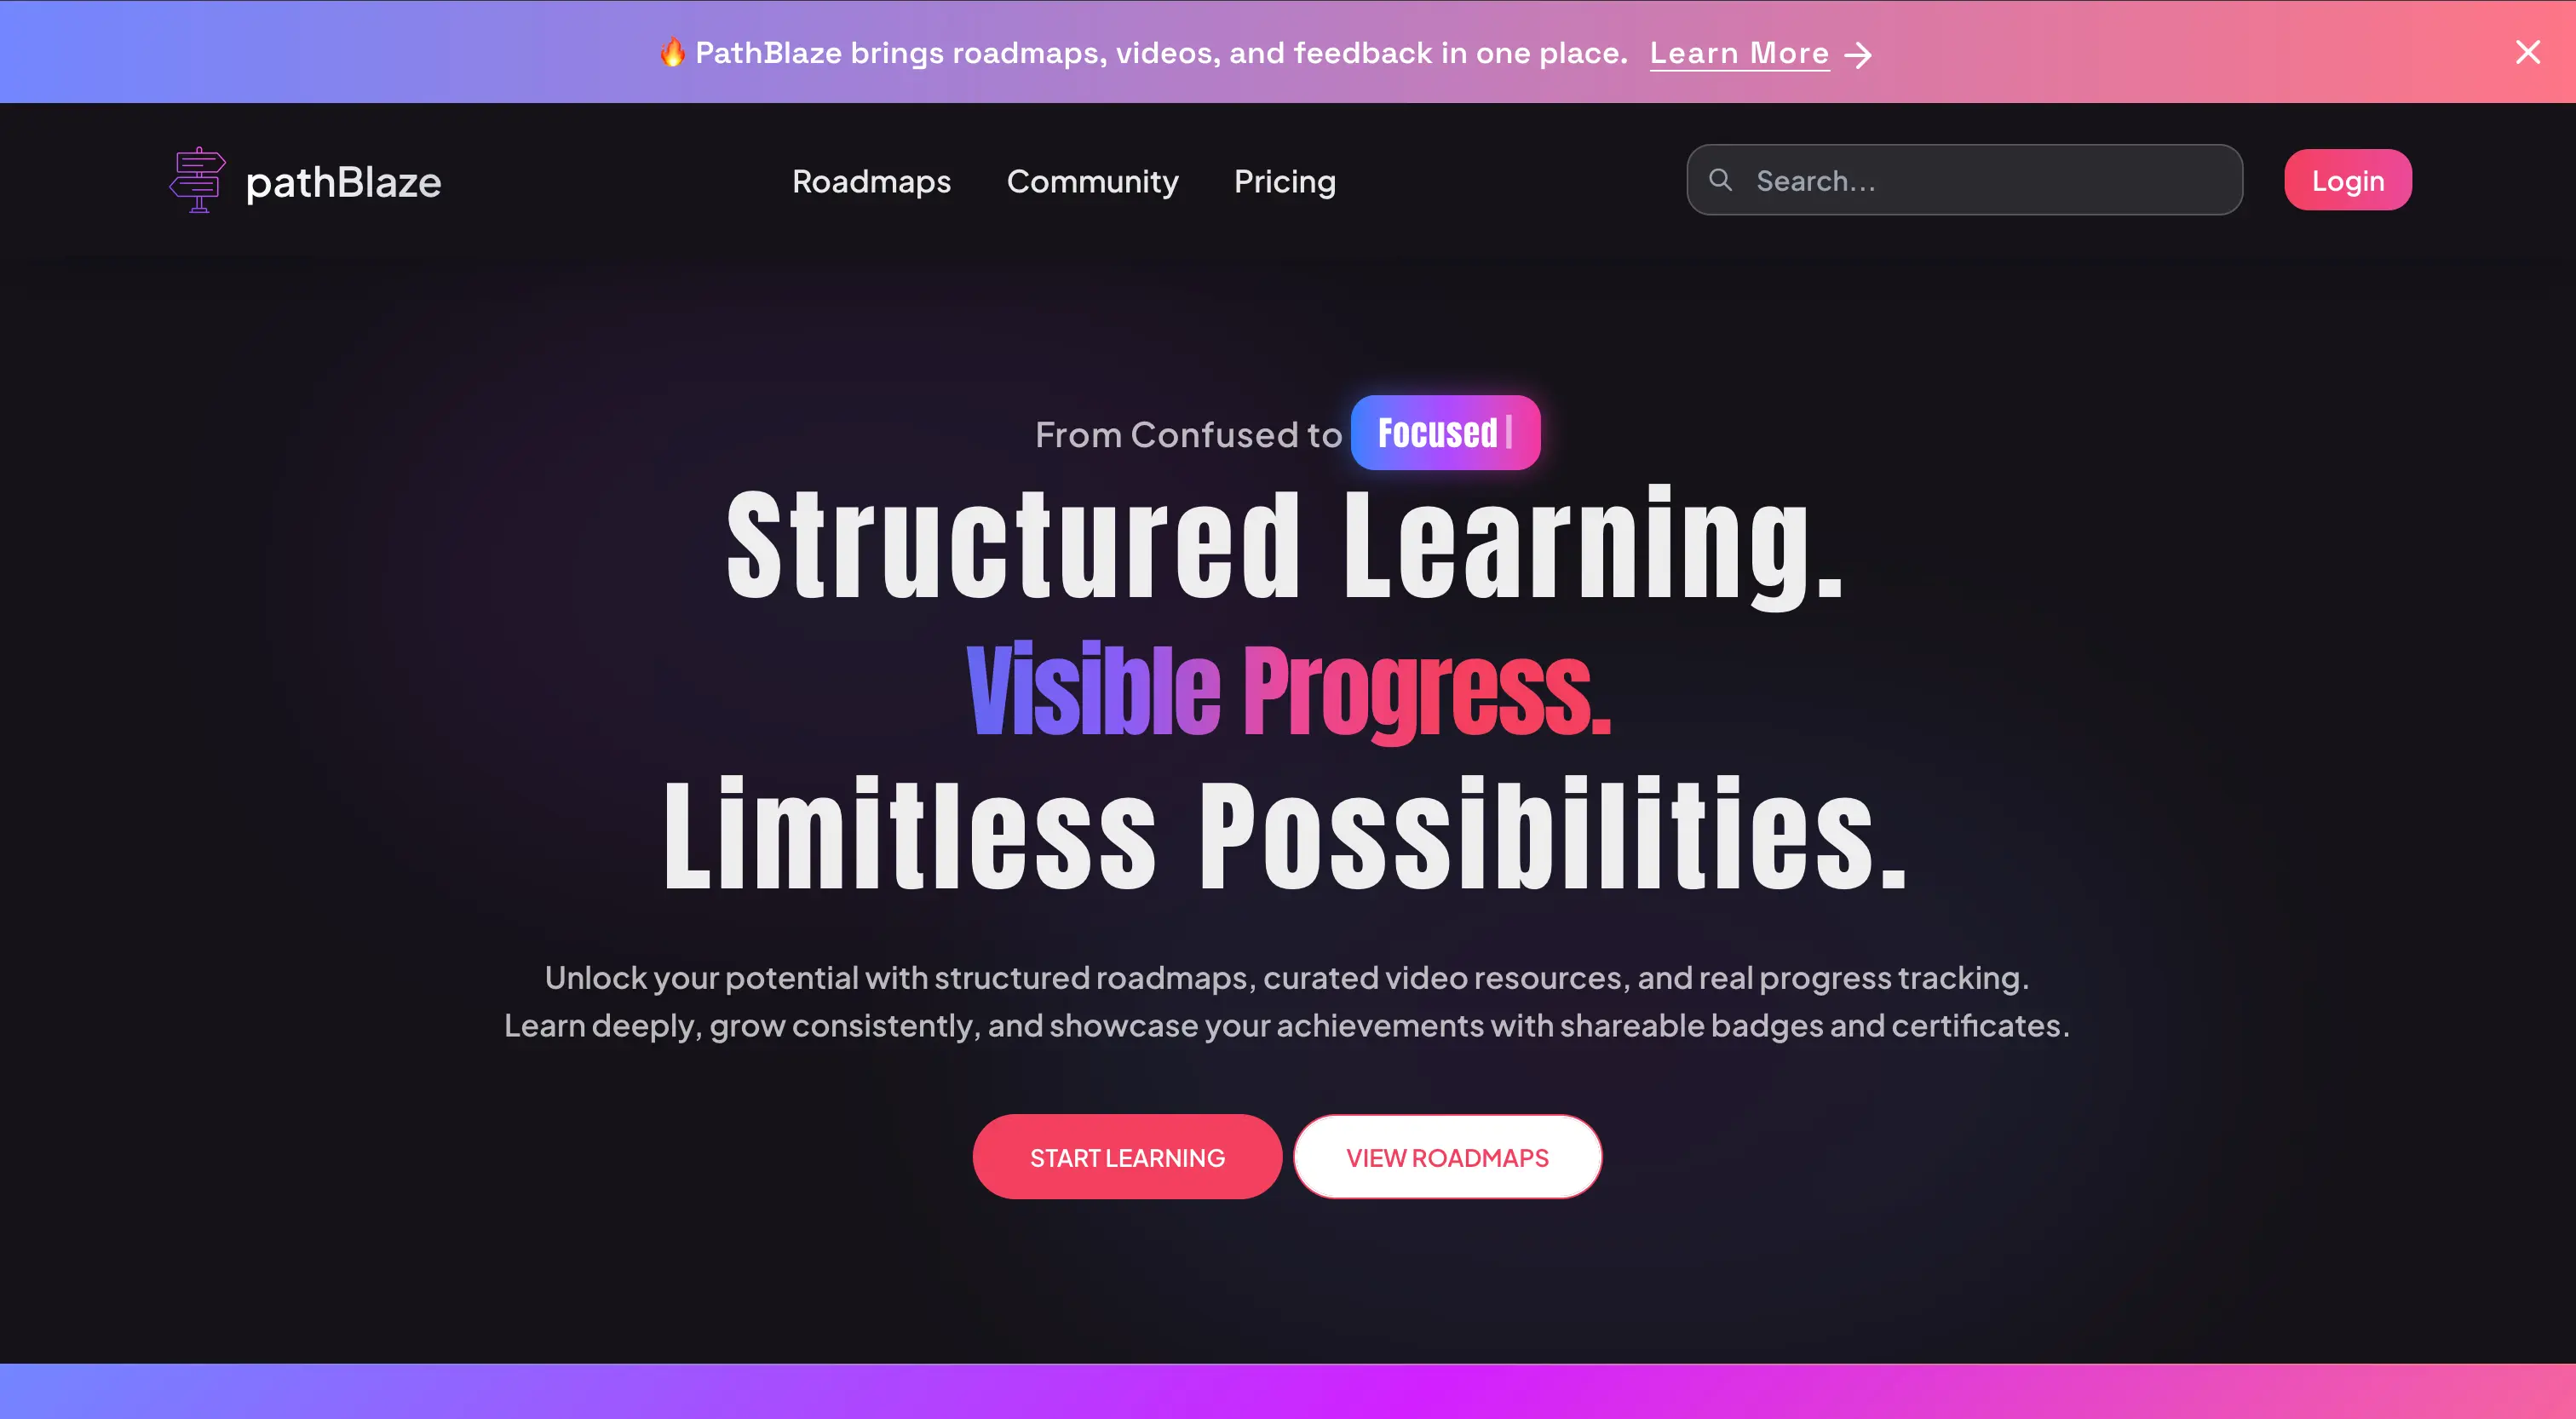 🔥 PathBlaze brings roadmaps, videos, and feedback in one place. Learn More →
pathBlaze Roadmaps Community Pricing Search... Login
From Confused to Focused
Structured Learning.
Visible Progress.
Limitless Possibilities.
Unlock your potential with structured roadmaps, curated video resources, and real progress tracking.
Learn deeply, grow consistently, and showcase your achievements with shareable badges and certificates.
START LEARNING VIEW ROADMAPS